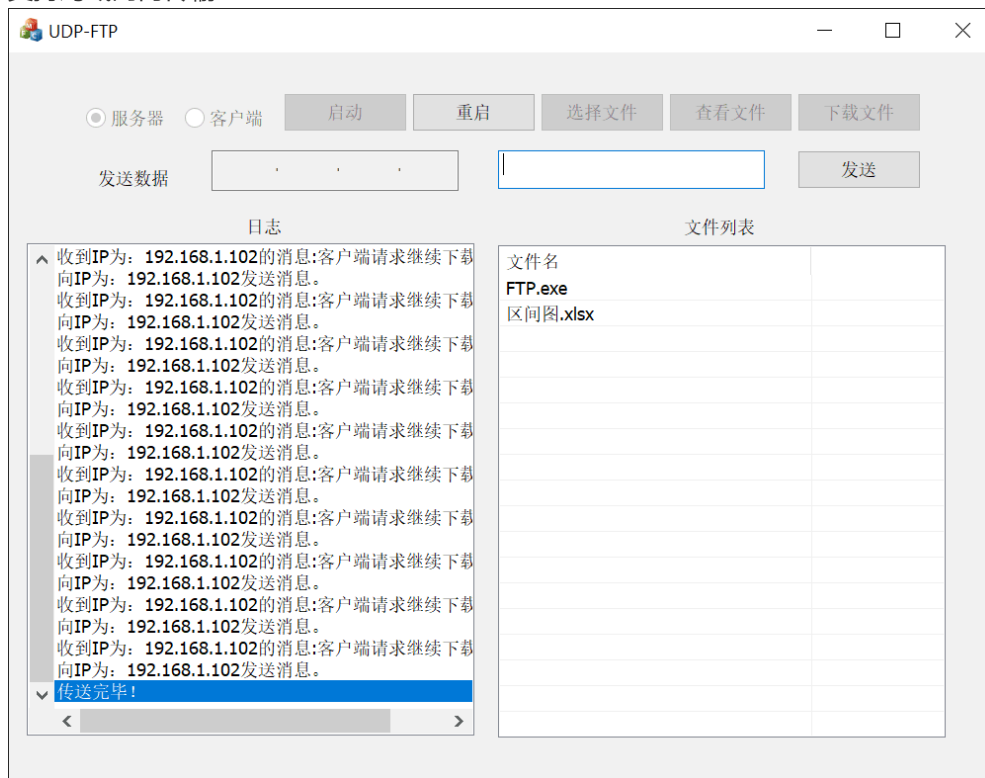 UDP-FTP
服务器 客户端 启动 重启 选择文件 查看文件 下载文件
发送数据 发送
日志 文件列表
收到IP为：192.168.1.102的消息:客户端请求继续下载
向IP为：192.168.1.102发送消息。
收到IP为：192.168.1.102的消息:客户端请求继续下载
向IP为：192.168.1.102发送消息。
收到IP为：192.168.1.102的消息:客户端请求继续下载
向IP为：192.168.1.102发送消息。
收到IP为：192.168.1.102的消息:客户端请求继续下载
向IP为：192.168.1.102发送消息。
收到IP为：192.168.1.102的消息:客户端请求继续下载
向IP为：192.168.1.102发送消息。
收到IP为：192.168.1.102的消息:客户端请求继续下载
向IP为：192.168.1.102发送消息。
收到IP为：192.168.1.102的消息:客户端请求继续下载
向IP为：192.168.1.102发送消息。
收到IP为：192.168.1.102的消息:客户端请求继续下载
向IP为：192.168.1.102发送消息。
收到IP为：192.168.1.102的消息:客户端请求继续下载
向IP为：192.168.1.102发送消息。
收到IP为：192.168.1.102的消息:客户端请求继续下载
向IP为：192.168.1.102发送消息。
传送完毕！
文件名
FTP.exe
区间图.xlsx